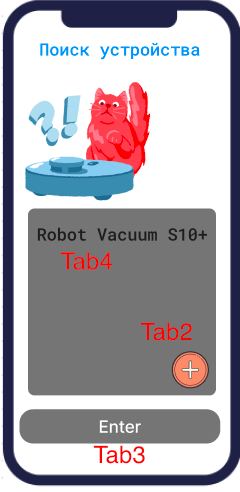 Поиск устройства
?!
Robot Vacuum S10+
Tab4
Tab2
Enter
Tab3